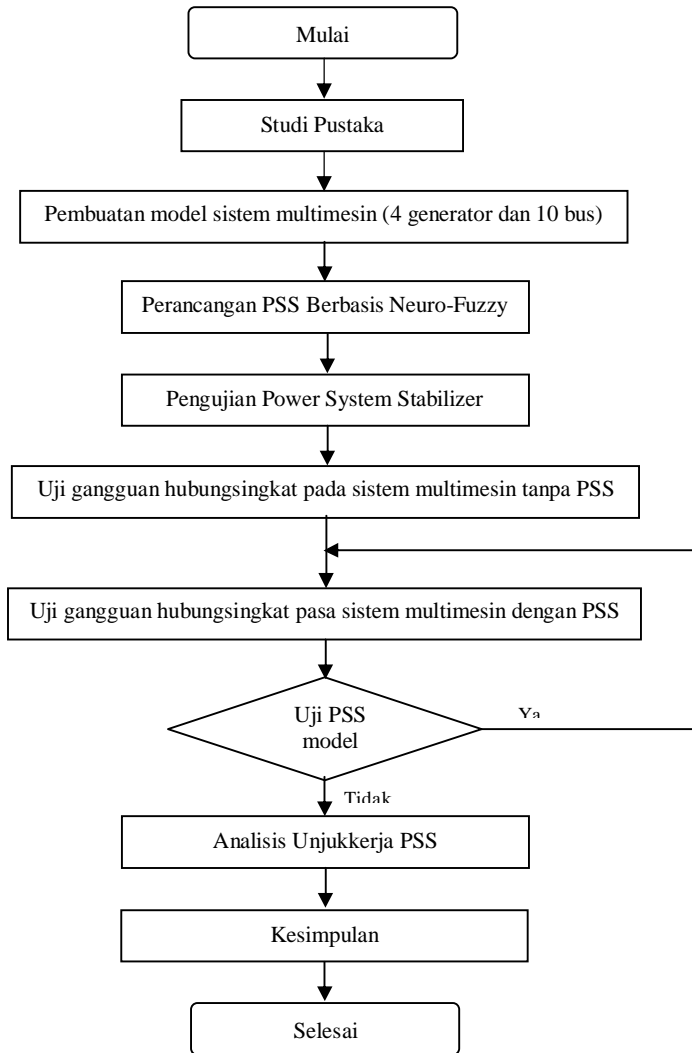 Mulai
Studi Pustaka
Pembuatan model sistem multimesin (4 generator dan 10 bus)
Perancangan PSS Berbasis Neuro-Fuzzy
Pengujian Power System Stabilizer
Uji gangguan hubungsingkat pada sistem multimesin tanpa PSS
Uji gangguan hubungsingkat pasa sistem multimesin dengan PSS
Uji PSS
model
Ya
Tidak
Analisis Unjukkerja PSS
Kesimpulan
Selesai